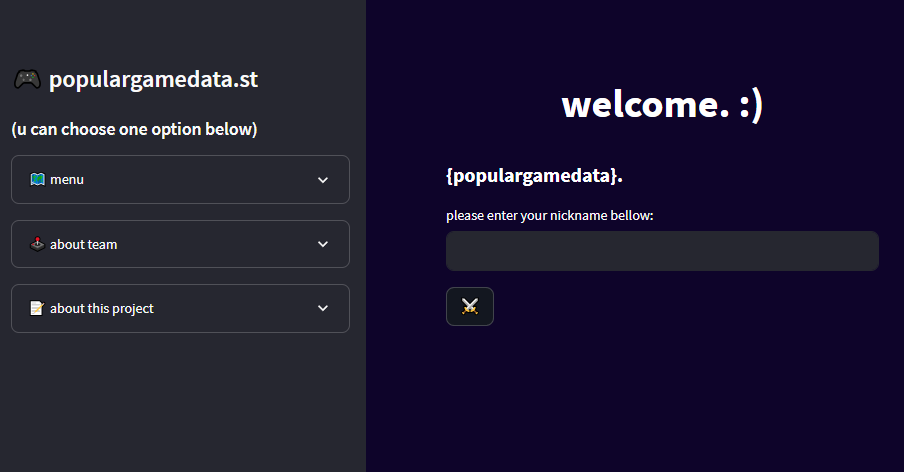 populargamedata.st
(u can choose one option below)
menu
about team
about this project
welcome. :)
{populargamedata}.
please enter your nickname bellow: